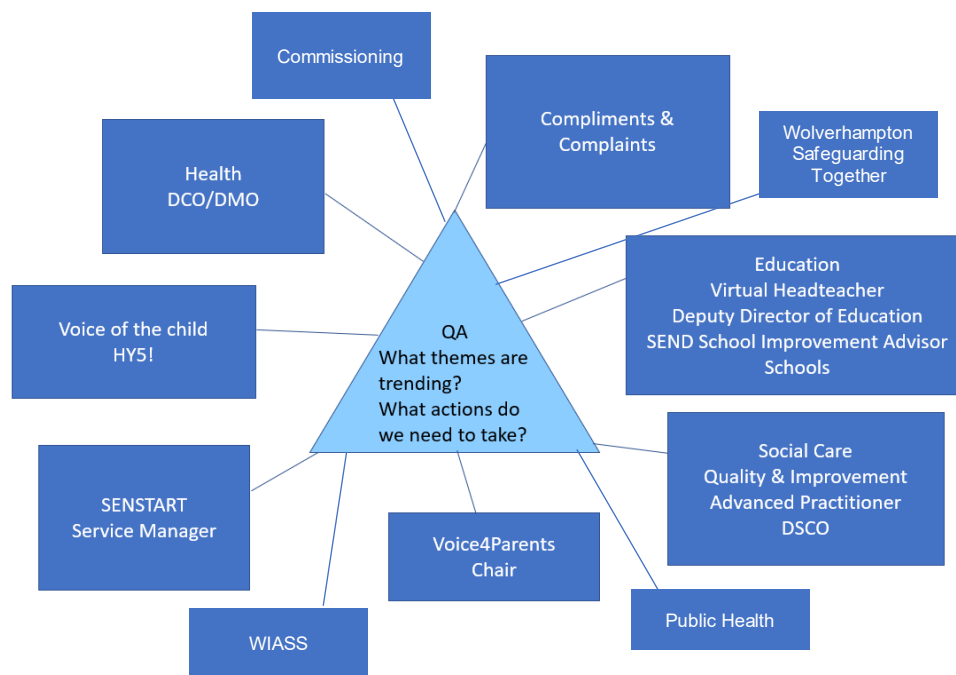 Commissioning
Compliments &
Complaints
Wolverhampton
Safeguarding
Together
Health
DCO/DMO
Education
Virtual Headteacher
Deputy Director of Education
SEND School Improvement Advisor
Schools
Voice of the child
HY5!
QA
What themes are
trending?
What actions do
we need to take?
Social Care
Quality & Improvement
Advanced Practitioner
DSCO
SENSTART
Service Manager
Voice4Parents
Chair
Public Health
WIASS